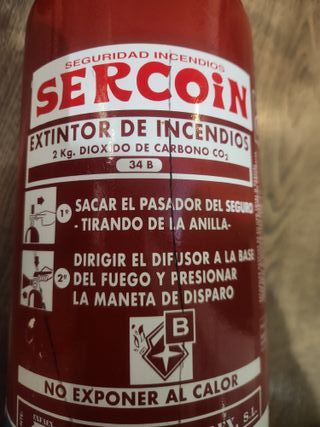 SEGURIDAD INCENDIOS
SERCOiN
EXTINTOR DE INCENDIOS
2 Kg. DIOXIDO DE CARBONO CO₂
34 B
1º SACAR EL PASADOR DEL SEGURO
- TIRANDO DE LA ANILLA-
2º DIRIGIR EL DIFUSOR A LA BASE
DEL FUEGO Y PRESIONAR
LA MANETA DE DISPARO
B
NO EXPONER AL CALOR
S.L